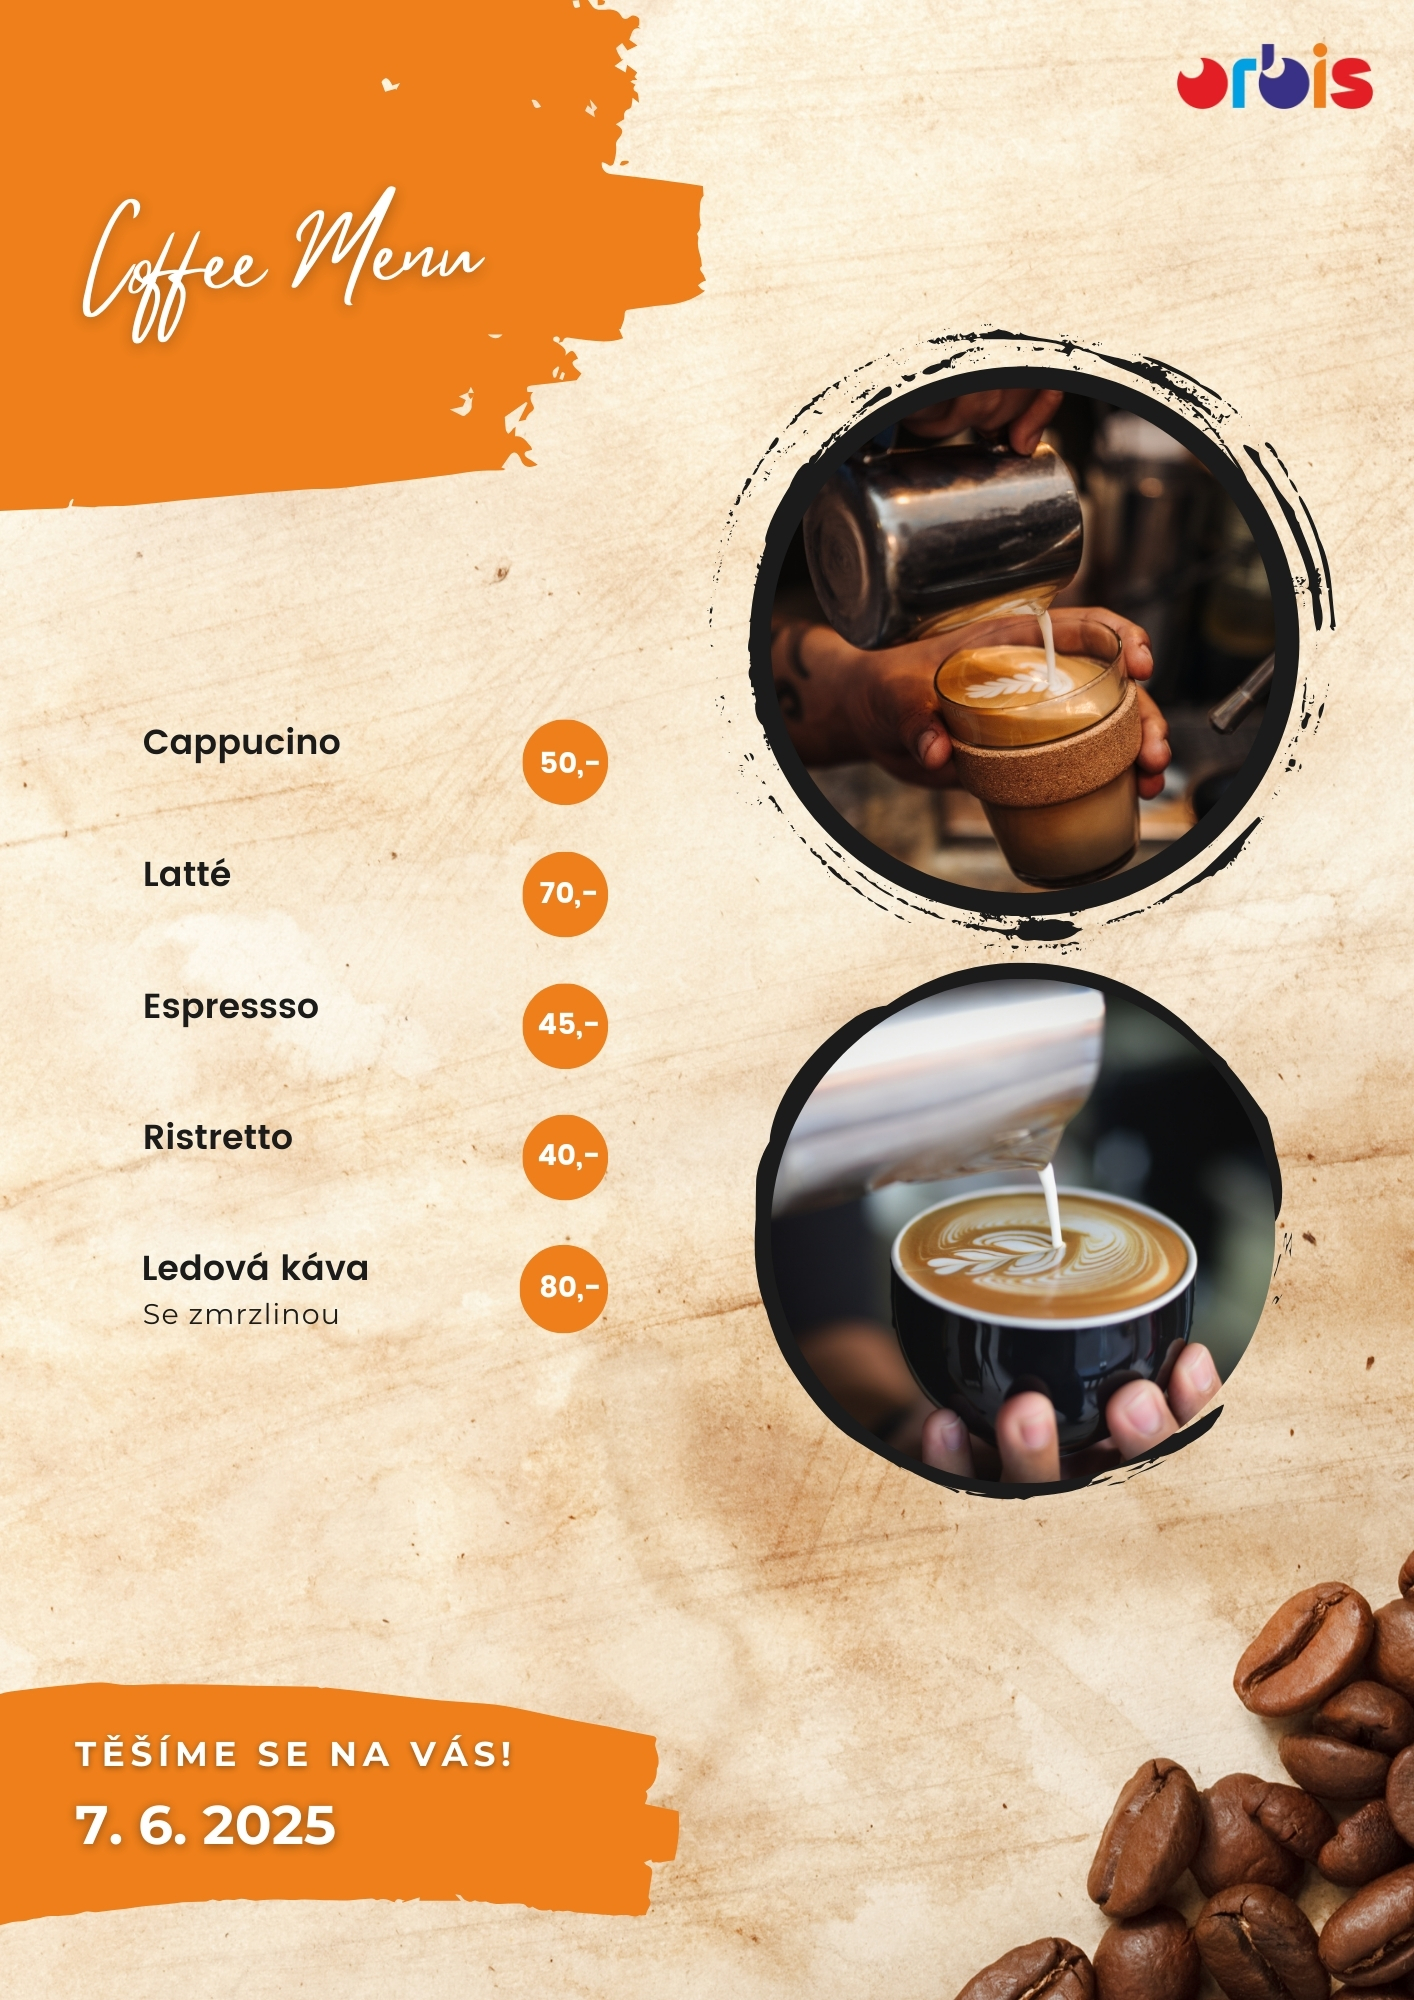 orbis
Coffee Menu
Cappucino 50,-
Latté 70,-
Espressso 45,-
Ristretto 40,-
Ledová káva 80,-
Se zmrzlinou
TĚŠÍME SE NA VÁS!
7. 6. 2025